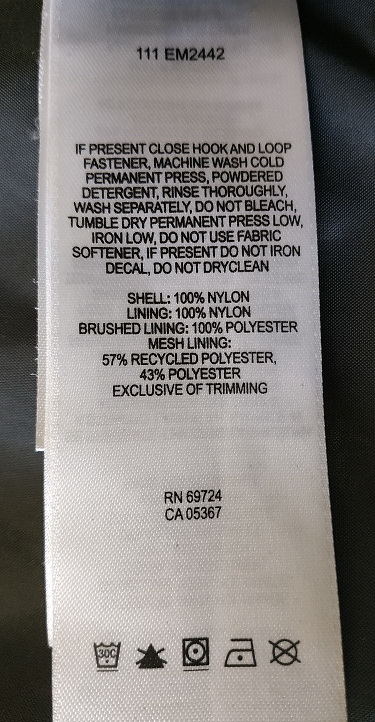 111 EM2442
IF PRESENT CLOSE HOOK AND LOOP
FASTENER, MACHINE WASH COLD
PERMANENT PRESS, POWDERED
DETERGENT, RINSE THOROUGHLY,
WASH SEPARATELY, DO NOT BLEACH,
TUMBLE DRY PERMANENT PRESS LOW,
IRON LOW, DO NOT USE FABRIC
SOFTENER, IF PRESENT DO NOT IRON
DECAL, DO NOT DRYCLEAN
SHELL: 100% NYLON
LINING: 100% NYLON
BRUSHED LINING: 100% POLYESTER
MESH LINING:
57% RECYCLED POLYESTER,
43% POLYESTER
EXCLUSIVE OF TRIMMING
RN 69724
CA 05367
30C